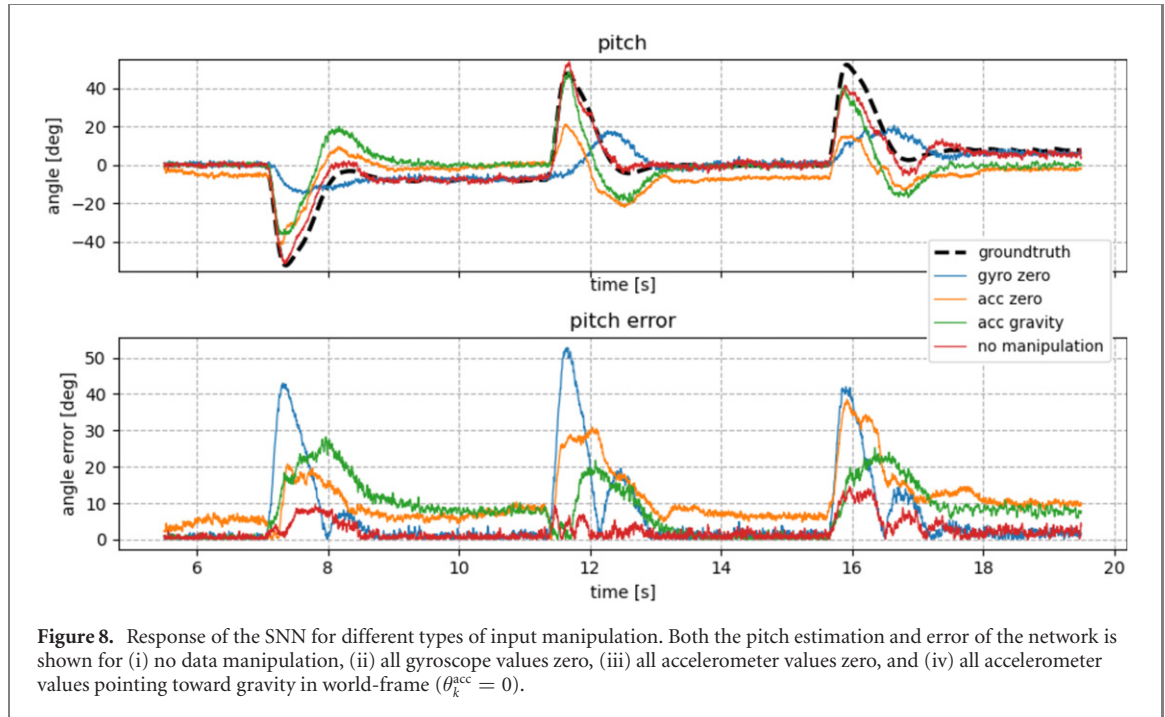 pitch
40
20
0
−20
−40
angle [deg]
time [s]
groundtruth
gyro zero
acc zero
acc gravity
no manipulation
pitch error
50
40
30
20
10
0
angle error [deg]
6 8 10 12 14 16 18 20
time [s]
Figure 8. Response of the SNN for different types of input manipulation. Both the pitch estimation and error of the network is
shown for (i) no data manipulation, (ii) all gyroscope values zero, (iii) all accelerometer values zero, and (iv) all accelerometer
values pointing toward gravity in world-frame (θₖᵃᶜᶜ = 0).